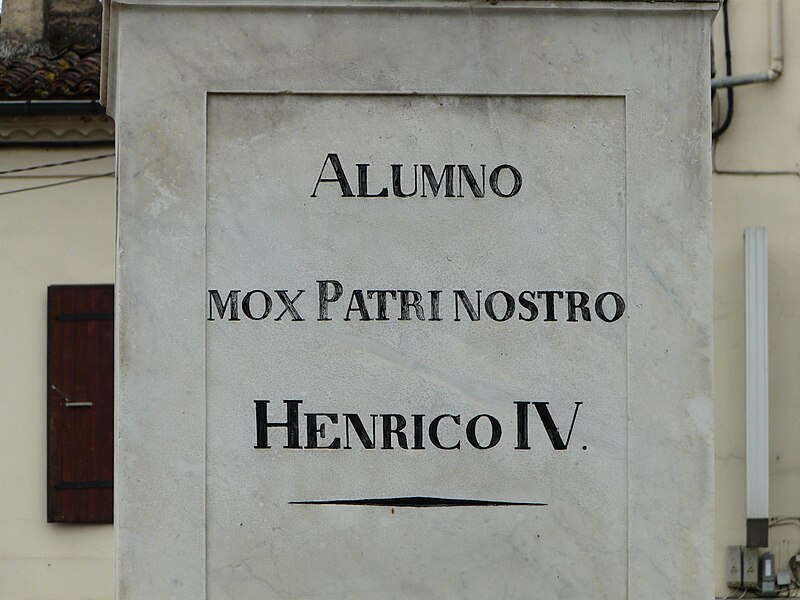 ALUMNO
MOX PATRI NOSTRO
HENRICO IV.